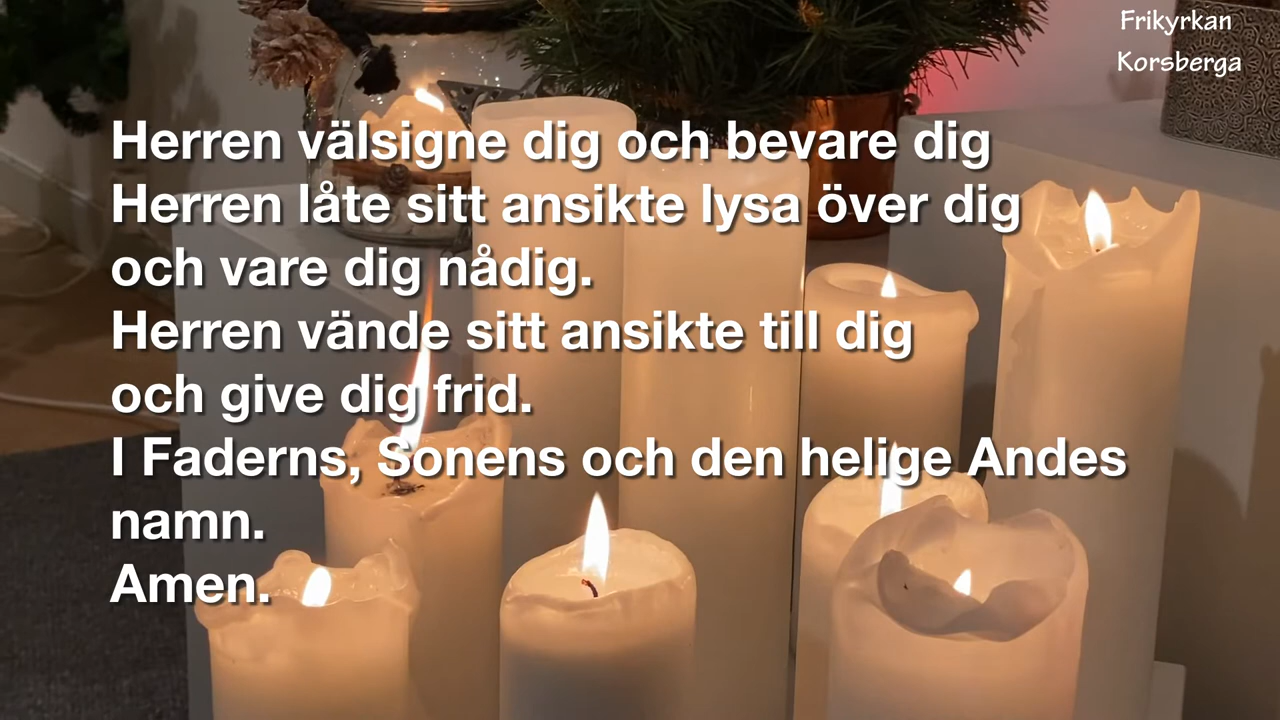 Frikyrkan
Korsberga
Herren välsigne dig och bevare dig
Herren låte sitt ansikte lysa över dig
och vare dig nådig.
Herren vände sitt ansikte till dig
och give dig frid.
I Faderns, Sonens och den helige Andes
namn.
Amen.